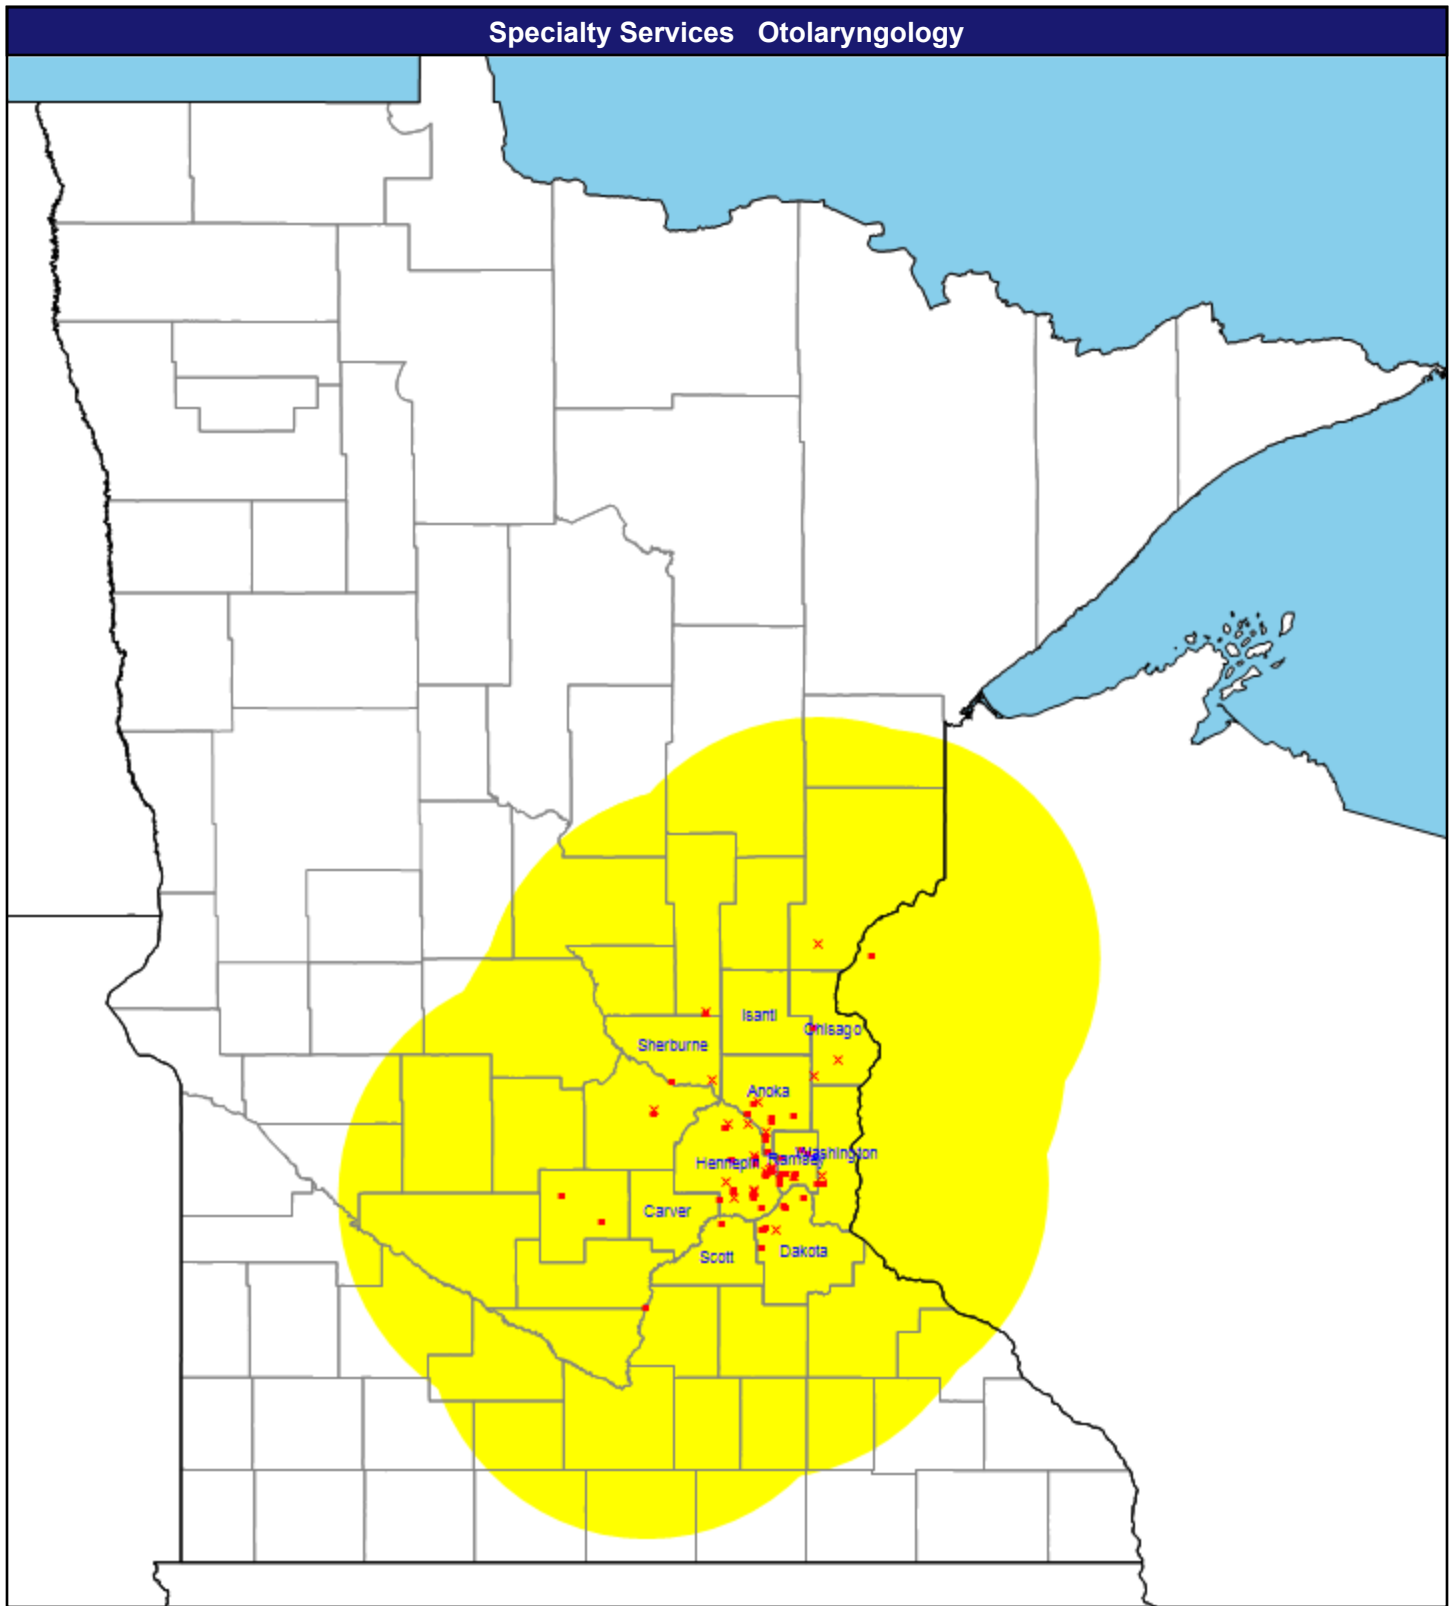 Specialty Services Otolaryngology
Isanti
Chisago
Sherburne
Anoka
Hennepin Ramsey Washington
Carver
Scott
Dakota